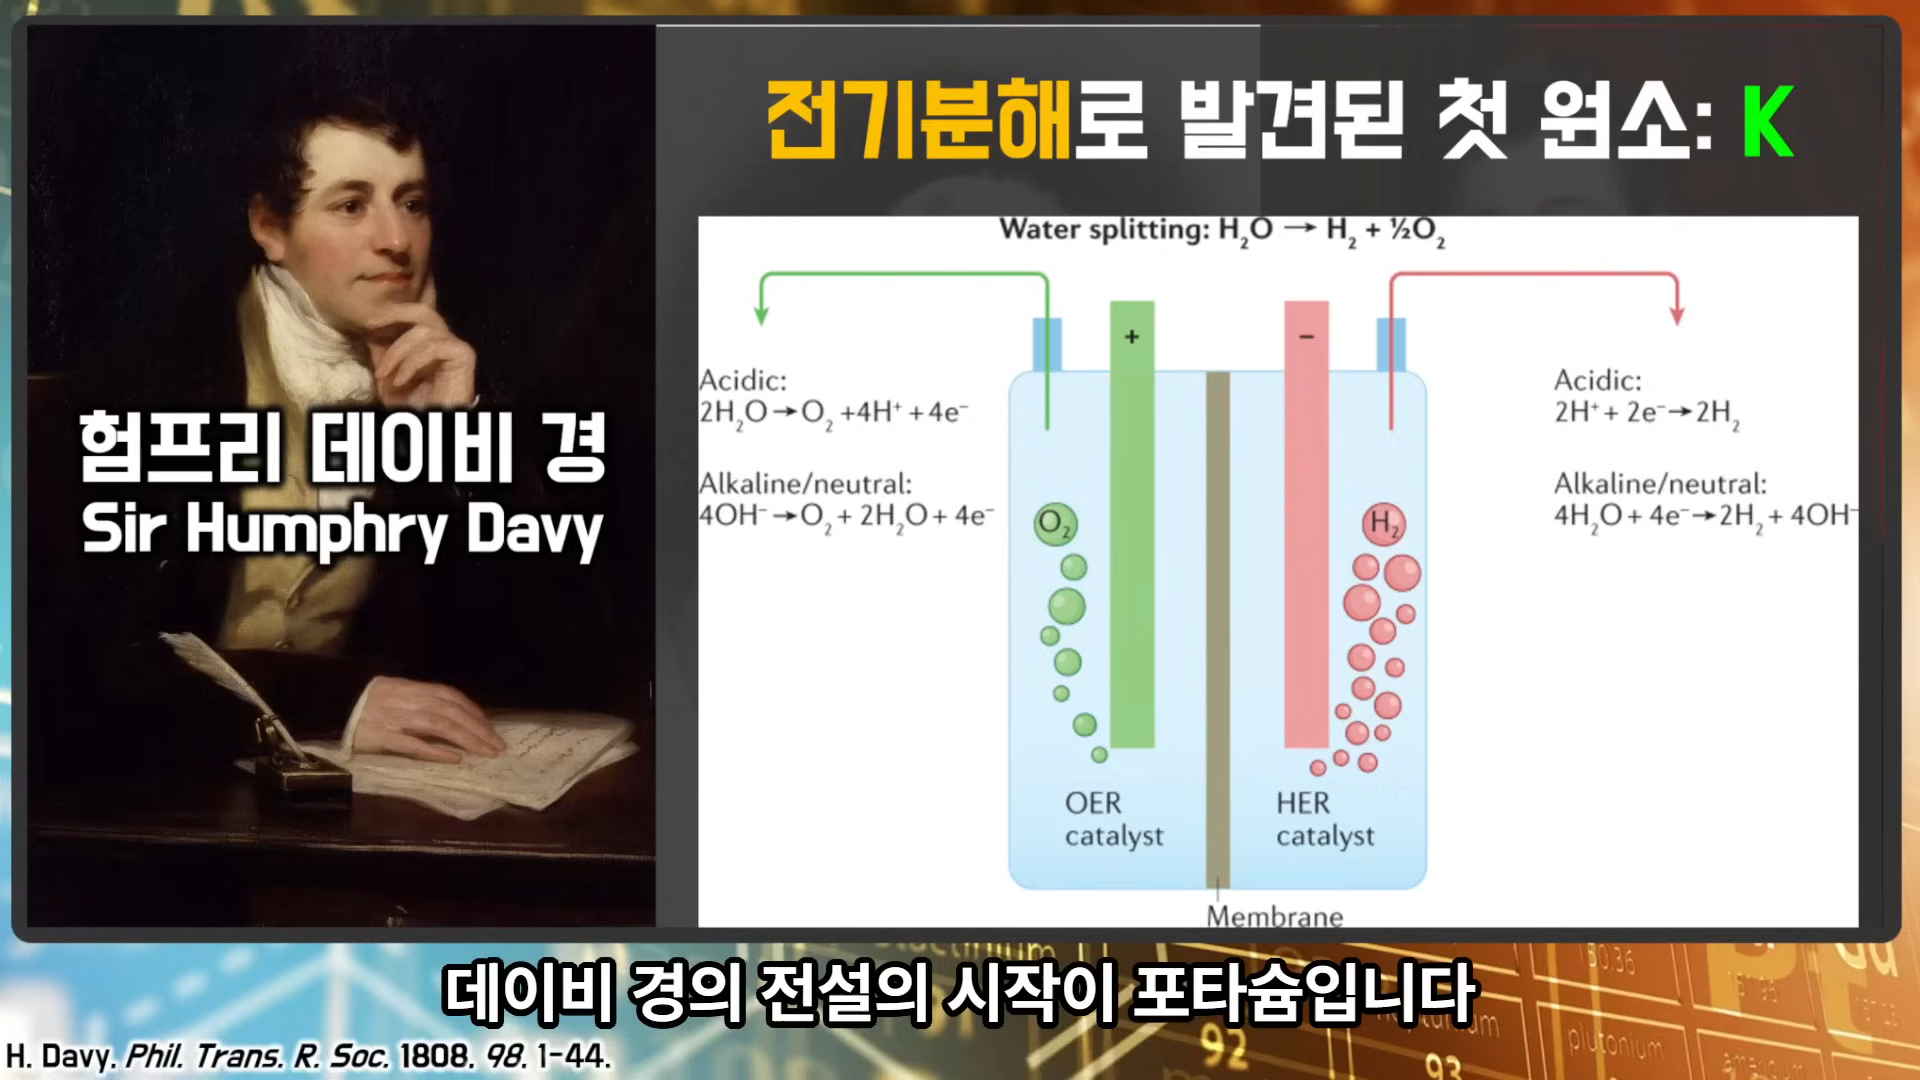 전기분해로 발견된 첫 원소: K
험프리 데이비 경
Sir Humphry Davy
Water splitting: H₂O → H₂ + ½O₂
+
−
Acidic:
2H₂O→O₂ +4H⁺ + 4e⁻
Alkaline/neutral:
4OH⁻→O₂ + 2H₂O + 4e⁻
Acidic:
2H⁺ + 2e⁻→2H₂
Alkaline/neutral:
4H₂O + 4e⁻→2H₂ + 4OH⁻
O₂
H₂
OER
catalyst
HER
catalyst
Membrane
데이비 경의 전설의 시작이 포타슘입니다
H. Davy, Phil. Trans. R. Soc. 1808, 98, 1-44.
92
93
plutonium